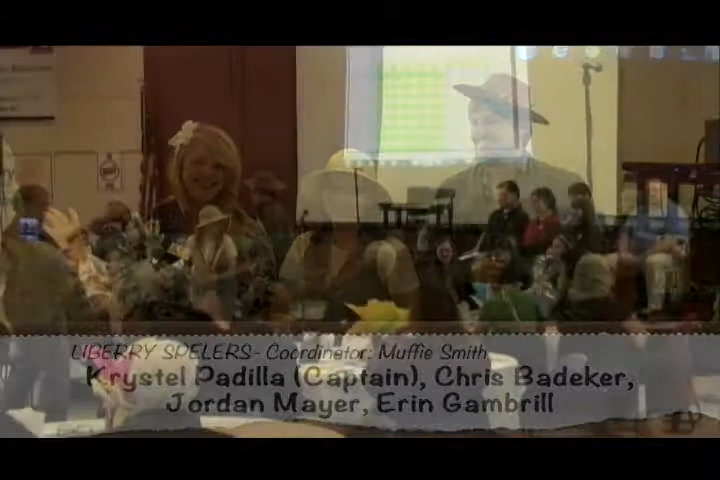 LIBERRY SPELERS- Coordinator: Muffie Smith
Krystel Padilla (Captain), Chris Badeker,
Jordan Mayer, Erin Gambrill